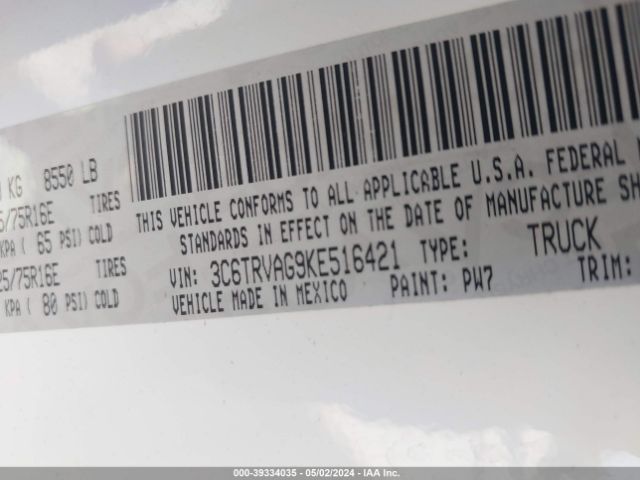 KG 8550 LB
/75R16E TIRES
KPA ( 65 PSI) COLD
25/75R16E TIRES
KPA ( 80 PSI) COLD
THIS VEHICLE CONFORMS TO ALL APPLICABLE U.S.A. FEDERAL
STANDARDS IN EFFECT ON THE DATE OF MANUFACTURE SH
VIN: 3C6TRVAG9KE516421 TYPE: TRUCK
VEHICLE MADE IN MEXICO PAINT: PW7 TRIM:
000-39334035 - 05/02/2024 - IAA Inc.